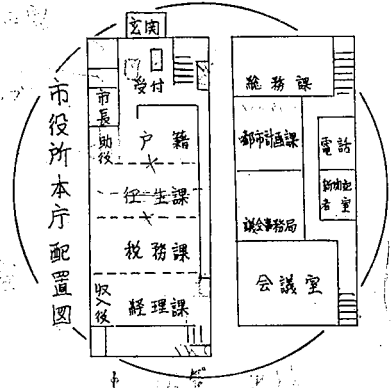 市役所本庁配置図
玄関
受付
市長
助役
戸籍
住生課
税務課
収入役
経理課
総務課
都市計画課
電話
新聞記者室
議会事務局
会議室